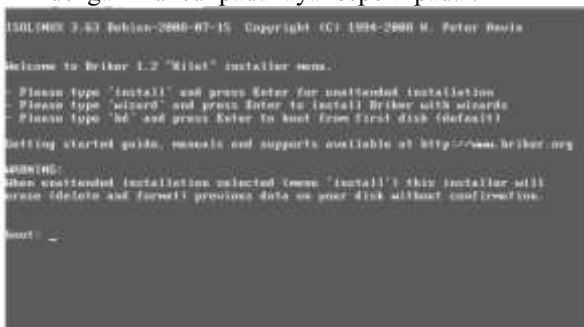 ISOLINUX 3.63 Debian-2008-07-15  Copyright (C) 1994-2008 H. Peter Anvin
Welcome to Briker 1.2 "Kilat" installer menu.
- Please type 'install' and press Enter for unattended installation
- Please type 'wizard' and press Enter to install Briker with wizards
- Please type 'hd' and press Enter to boot from first disk (default)
Getting started guide, manuals and supports available at http://www.briker.org
WARNING:
When unattended installation selected (menu 'install') this installer will
erase (delete and format) previous data on your disk without confirmation.
boot: _